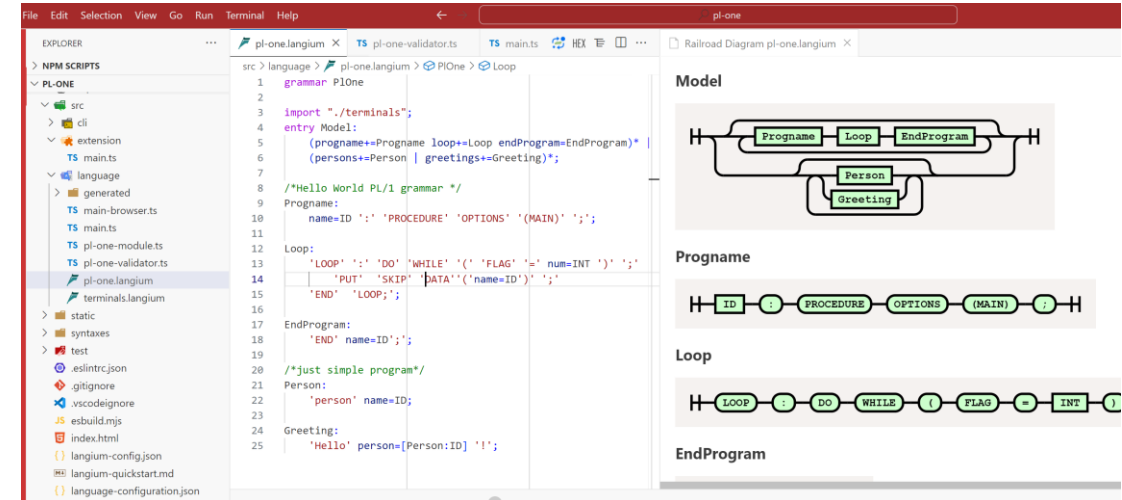 File Edit Selection View Go Run Terminal Help
pl-one
EXPLORER
NPM SCRIPTS
PL-ONE
src
cli
extension
TS main.ts
language
generated
TS main-browser.ts
TS main.ts
TS pl-one-module.ts
TS pl-one-validator.ts
pl-one.langium
terminals.langium
static
syntaxes
test
.eslintrc.json
.gitignore
.vscodeignore
JS esbuild.mjs
index.html
{ } langium-config.json
langium-quickstart.md
{ } language-configuration.json
pl-one.langium TS pl-one-validator.ts TS main.ts HEX
src > language > pl-one.langium > PlOne > Loop
1 grammar PlOne
2
3 import "./terminals";
4 entry Model:
5 (progname+=Progname loop+=Loop endProgram=EndProgram)* |
6 (persons+=Person | greetings+=Greeting)*;
7
8 /*Hello World PL/1 grammar */
9 Progname:
10 name=ID ':' 'PROCEDURE' 'OPTIONS' '(MAIN)' ';';
11
12 Loop:
13 'LOOP' ':' 'DO' 'WHILE' '(' 'FLAG' '=' num=INT ')' ';'
14 'PUT' 'SKIP' 'DATA''('name=ID')' ';'
15 'END' 'LOOP;';
16
17 EndProgram:
18 'END' name=ID';';
19
20 /*just simple program*/
21 Person:
22 'person' name=ID;
23
24 Greeting:
25 'Hello' person=[Person:ID] '!';
Railroad Diagram pl-one.langium
Model
Progname Loop EndProgram
Person
Greeting
Progname
ID : PROCEDURE OPTIONS (MAIN) ;
Loop
LOOP : DO WHILE ( FLAG = INT )
EndProgram